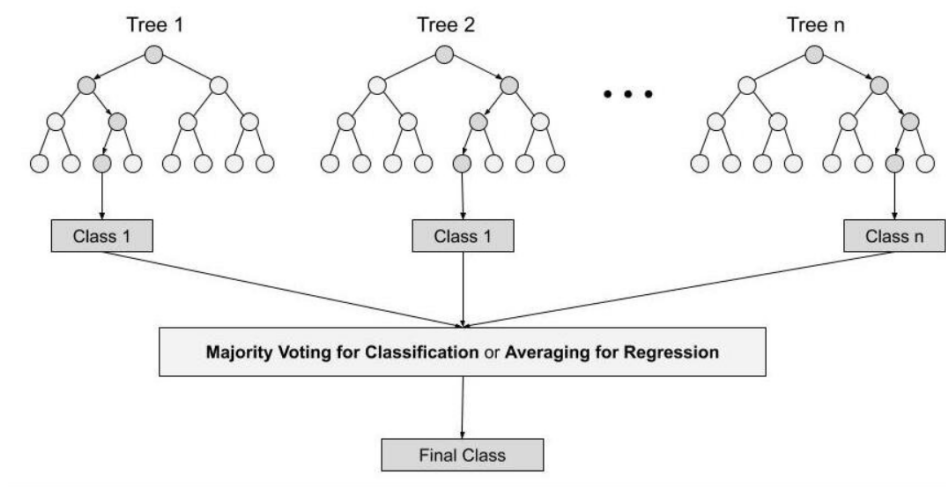 Tree 1
Tree 2
Tree n
Class 1
Class 1
Class n
Majority Voting for Classification or Averaging for Regression
Final Class